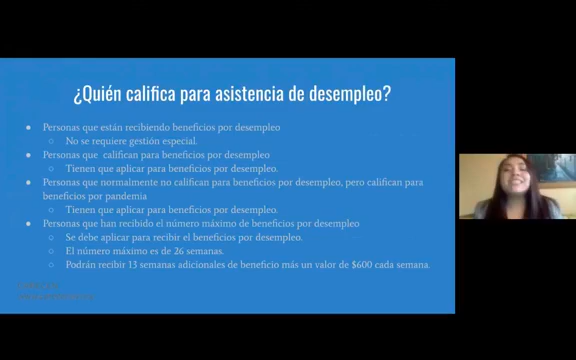 ¿Quién califica para asistencia de desempleo?
● Personas que están recibiendo beneficios por desempleo
○ No se requiere gestión especial.
● Personas que califican para beneficios por desempleo
○ Tienen que aplicar para beneficios por desempleo.
● Personas que normalmente no califican para beneficios por desempleo, pero califican para
beneficios por pandemia
○ Tienen que aplicar para beneficios por desempleo.
● Personas que han recibido el número máximo de beneficios por desempleo
○ Se debe aplicar para recibir el beneficios por desempleo.
○ El número máximo es de 26 semanas.
○ Podrán recibir 13 semanas adicionales de beneficio más un valor de $600 cada semana.